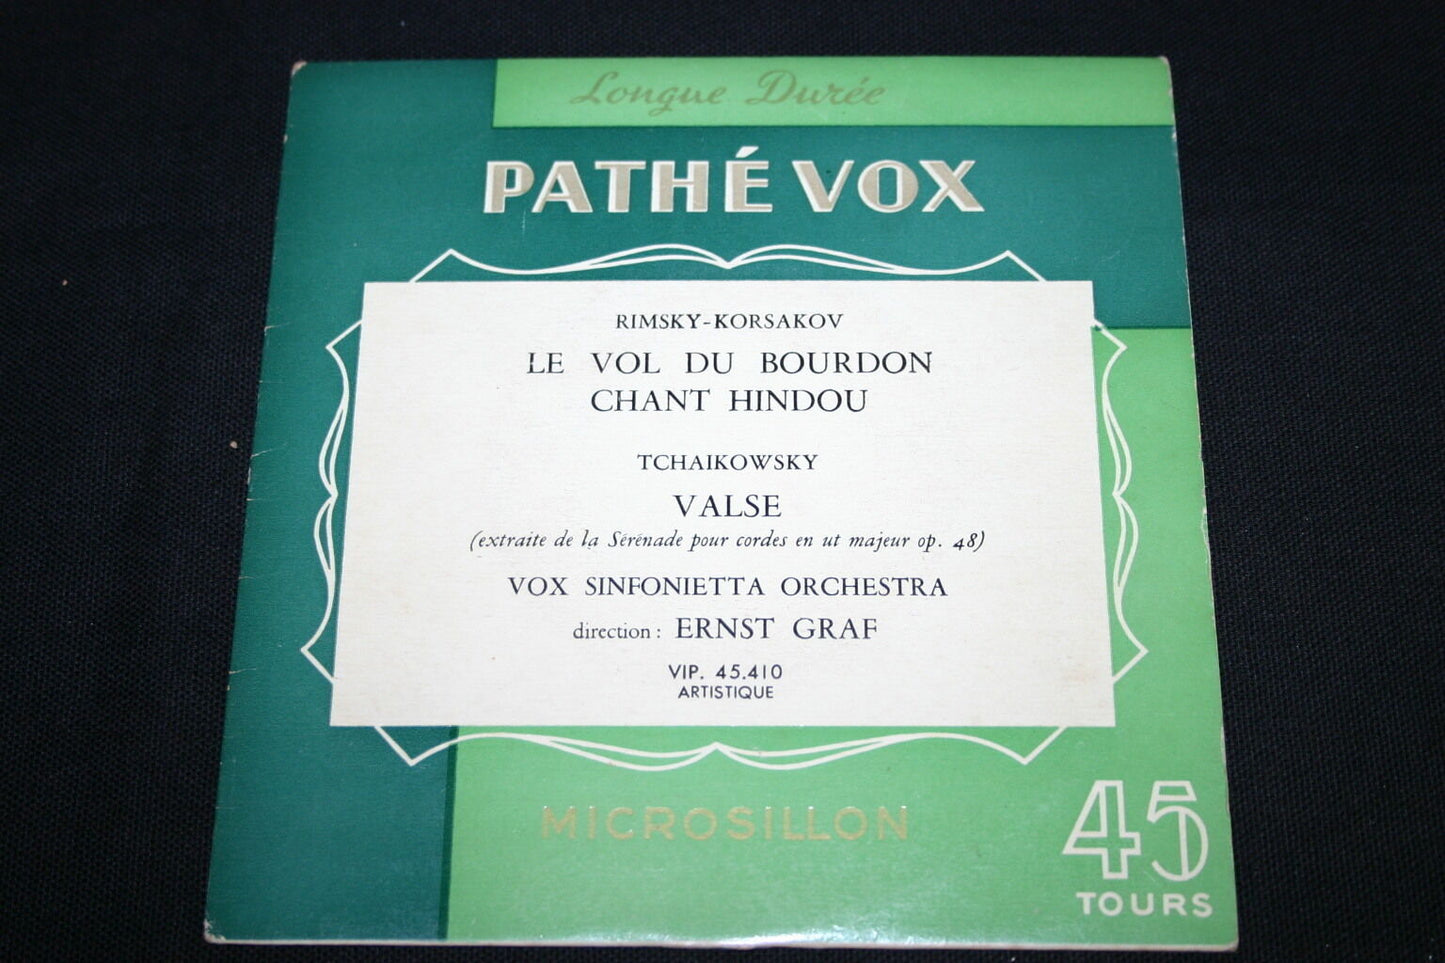 Longue Durée
PATHÉ VOX
RIMSKY-KORSAKOV
LE VOL DU BOURDON
CHANT HINDOU
TCHAIKOWSKY
VALSE
(extraite de la Sérénade pour cordes en ut majeur op. 48)
VOX SINFONIETTA ORCHESTRA
direction : ERNST GRAF
VIP. 45.410
ARTISTIQUE
MICROSILLON
45
TOURS